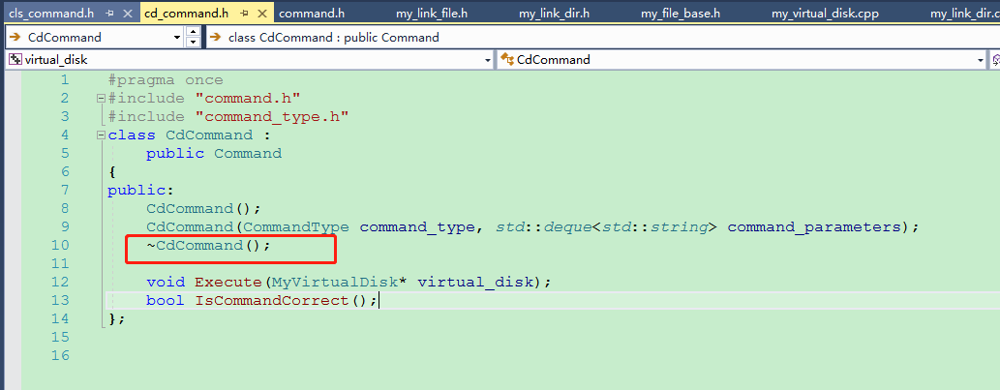 cls_command.h cd_command.h command.h my_link_file.h my_link_dir.h my_file_base.h my_virtual_disk.cpp my_link_dir.c
CdCommand class CdCommand : public Command
virtual_disk CdCommand
1 #pragma once
2 #include "command.h"
3 #include "command_type.h"
4 class CdCommand :
5 public Command
6 {
7 public:
8 CdCommand();
9 CdCommand(CommandType command_type, std::deque<std::string> command_parameters);
10 ~CdCommand();
11
12 void Execute(MyVirtualDisk* virtual_disk);
13 bool IsCommandCorrect();
14 };
15
16